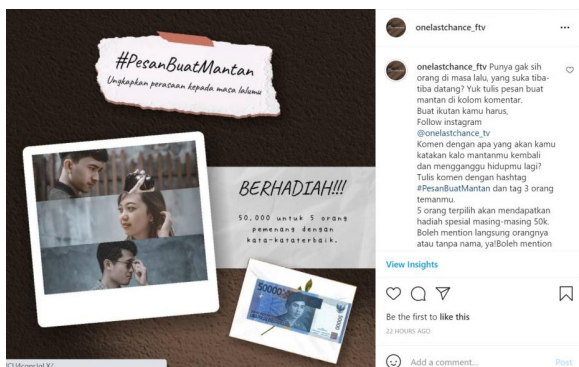 #PesanBuatMantan
Ungkapkan perasaan kepada masa lalumu
BERHADIAH!!!
50.000 untuk 5 orang
pemenang dengan
kata-kataterbaik.
50000
onelastchance_ftv
onelastchance_ftv Punya gak sih
orang di masa lalu, yang suka tiba-
tiba datang? Yuk tulis pesan buat
mantan di kolom komentar.
Buat ikutan kamu harus,
Follow instagram
@onelastchance_tv
Komen dengan apa yang akan kamu
katakan kalo mantanmu kembali
dan mengganggu hidupmu lagi?
Tulis komen dengan hashtag
#PesanBuatMantan dan tag 3 orang
temanmu.
5 orang terpilih akan mendapatkan
hadiah spesial masing-masing 50k.
Boleh mention langsung orangnya
atau tanpa nama, ya!Boleh mention
View Insights
Be the first to like this
22 HOURS AGO
Add a comment...
Post